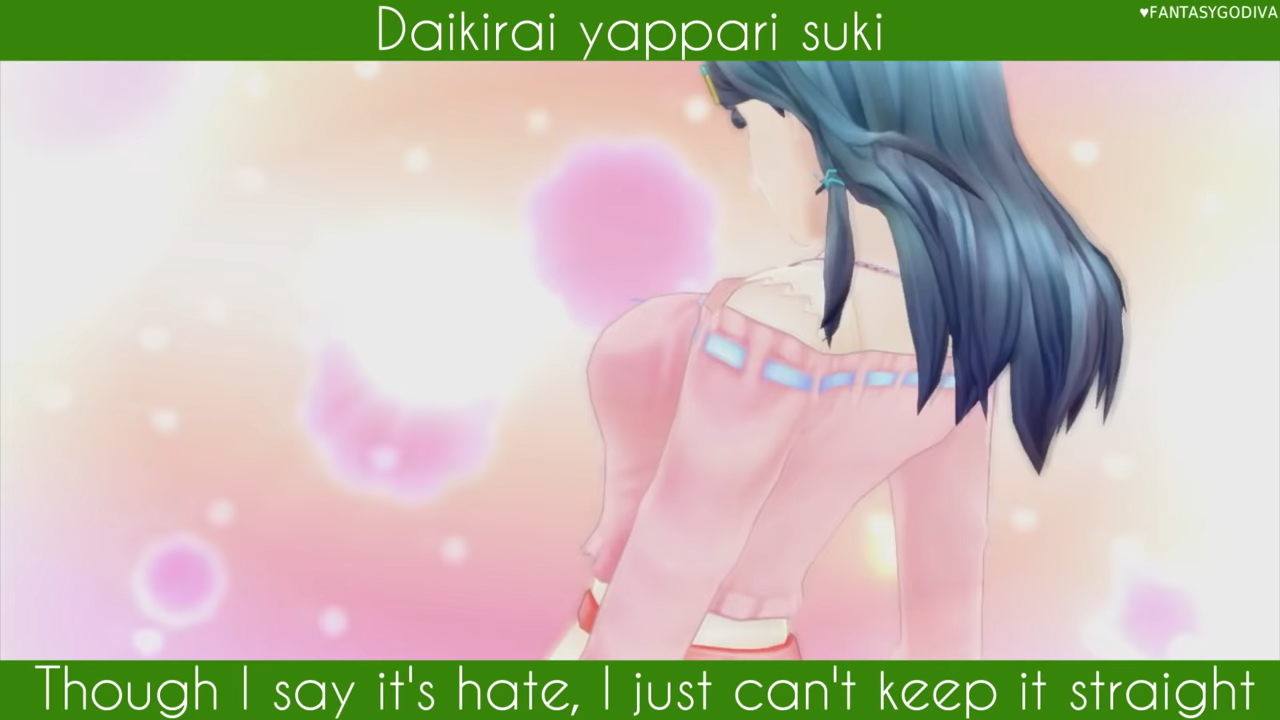 Daikirai yappari suki
♥FANTASYGODIVA
Though I say it's hate, I just can't keep it straight